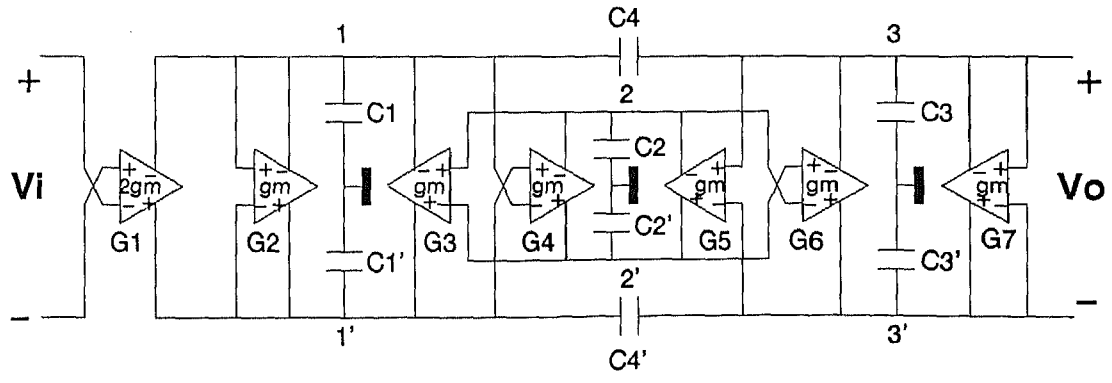 C4
1
3
+
+
2
C1
C2
C3
Vi
+ −
2gm
− +
+ −
gm
− +
− +
gm
+ −
+ −
gm
− +
−
gm
+
+ −
gm
− +
− +
gm
+ −
Vo
G1
G2
G3
G4
C2'
G5
G6
G7
C1'
C3'
2'
−
−
1'
3'
C4'